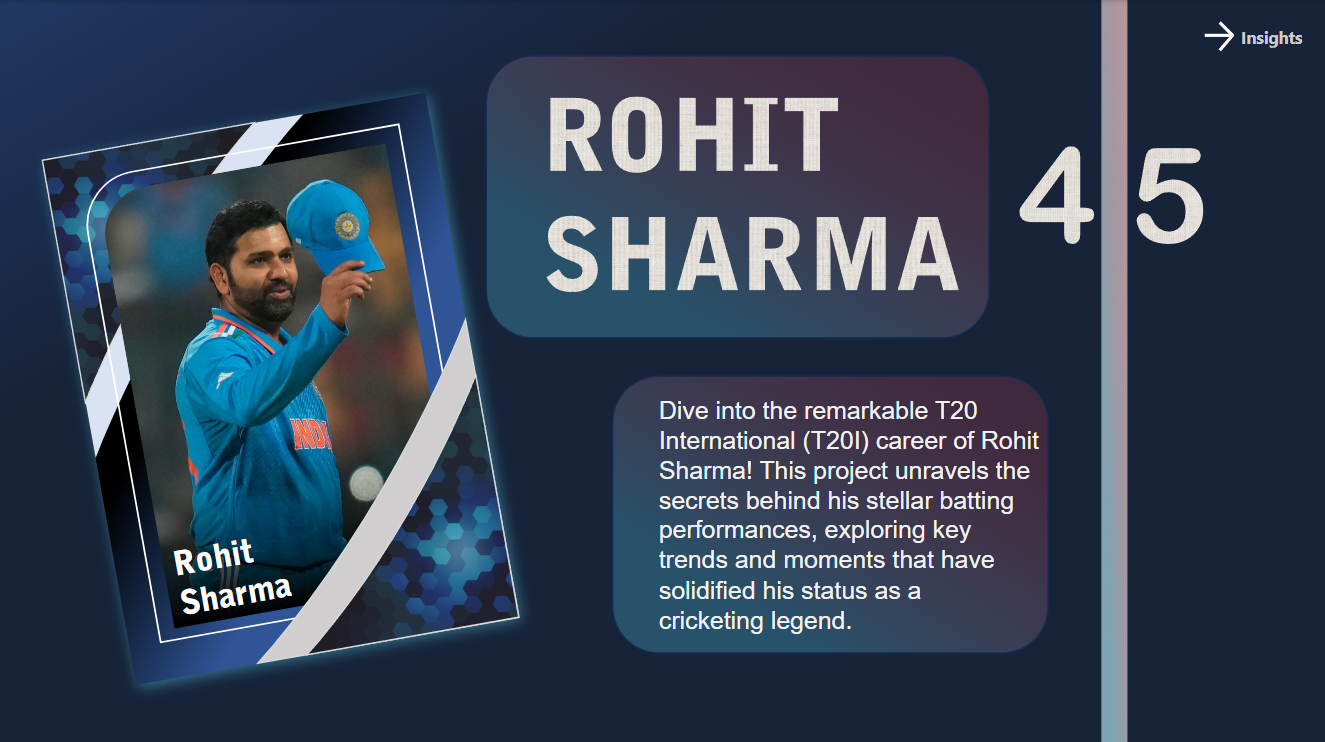 Insights
ROHIT
SHARMA
45
Dive into the remarkable T20
International (T20I) career of Rohit
Sharma! This project unravels the
secrets behind his stellar batting
performances, exploring key
trends and moments that have
solidified his status as a
cricketing legend.
INDI
Rohit
Sharma